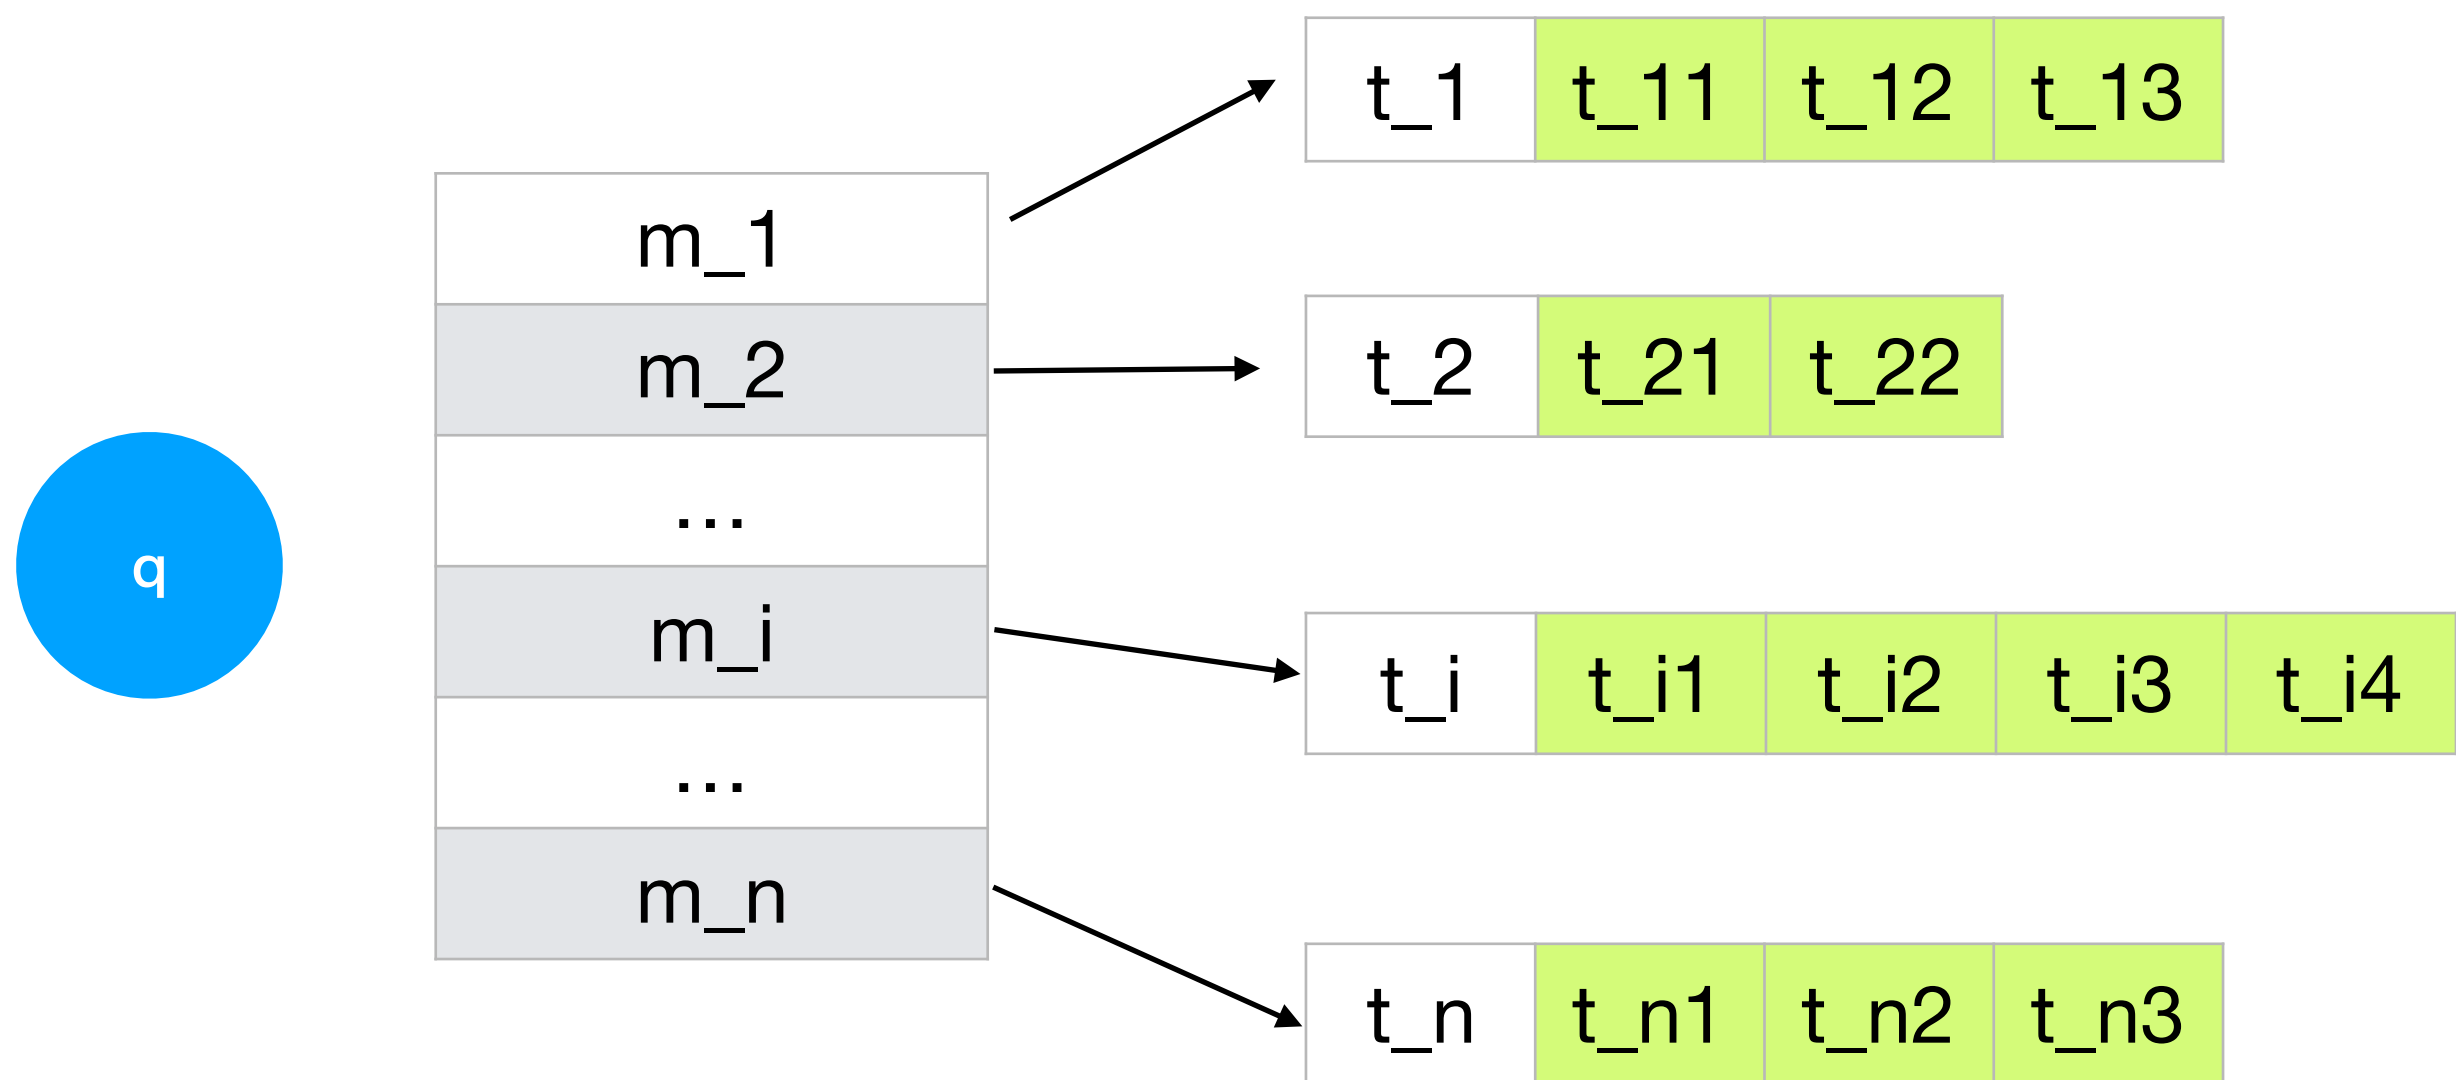 q
m_1
m_2
...
m_i
...
m_n
t_1 t_11 t_12 t_13
t_2 t_21 t_22
t_i t_i1 t_i2 t_i3 t_i4
t_n t_n1 t_n2 t_n3